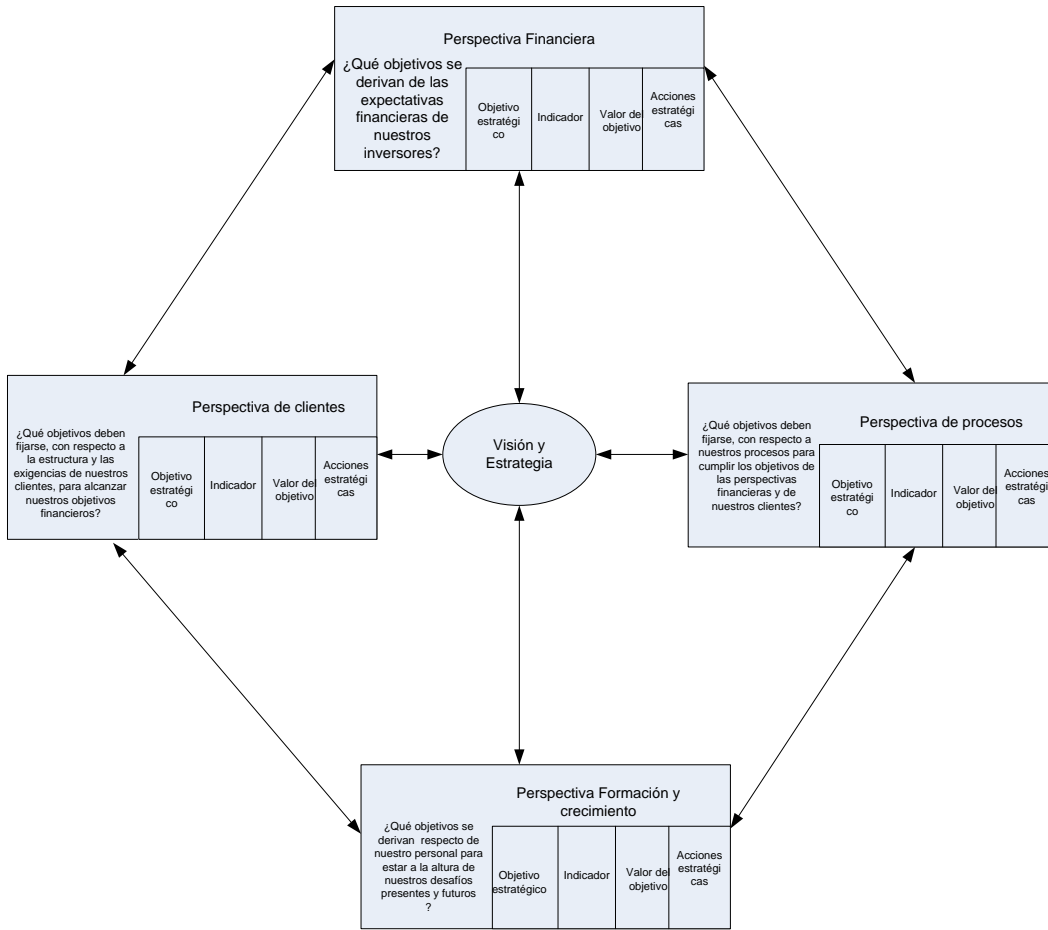 Perspectiva Financiera
¿Qué objetivos se
derivan de las
expectativas
financieras de
nuestros
inversores?
Objetivo
estratégi
co
Indicador
Valor del
objetivo
Acciones
estratégi
cas
Perspectiva de clientes
¿Qué objetivos deben
fijarse, con respecto a
la estructura y las
exigencias de nuestros
clientes, para alcanzar
nuestros objetivos
financieros?
Objetivo
estratégi
co
Indicador
Valor del
objetivo
Acciones
estratégi
cas
Visión y
Estrategia
Perspectiva de procesos
¿Qué objetivos deben
fijarse, con respecto a
nuestros procesos para
cumplir los objetivos de
las perspectivas
financieras y de
nuestros clientes?
Objetivo
estratégi
co
Indicador
Valor del
objetivo
Acciones
estratégi
cas
Perspectiva Formación y
crecimiento
¿Qué objetivos se
derivan respecto de
nuestro personal para
estar a la altura de
nuestros desafíos
presentes y futuros
?
Objetivo
estratégico
Indicador
Valor del
objetivo
Acciones
estratégi
cas